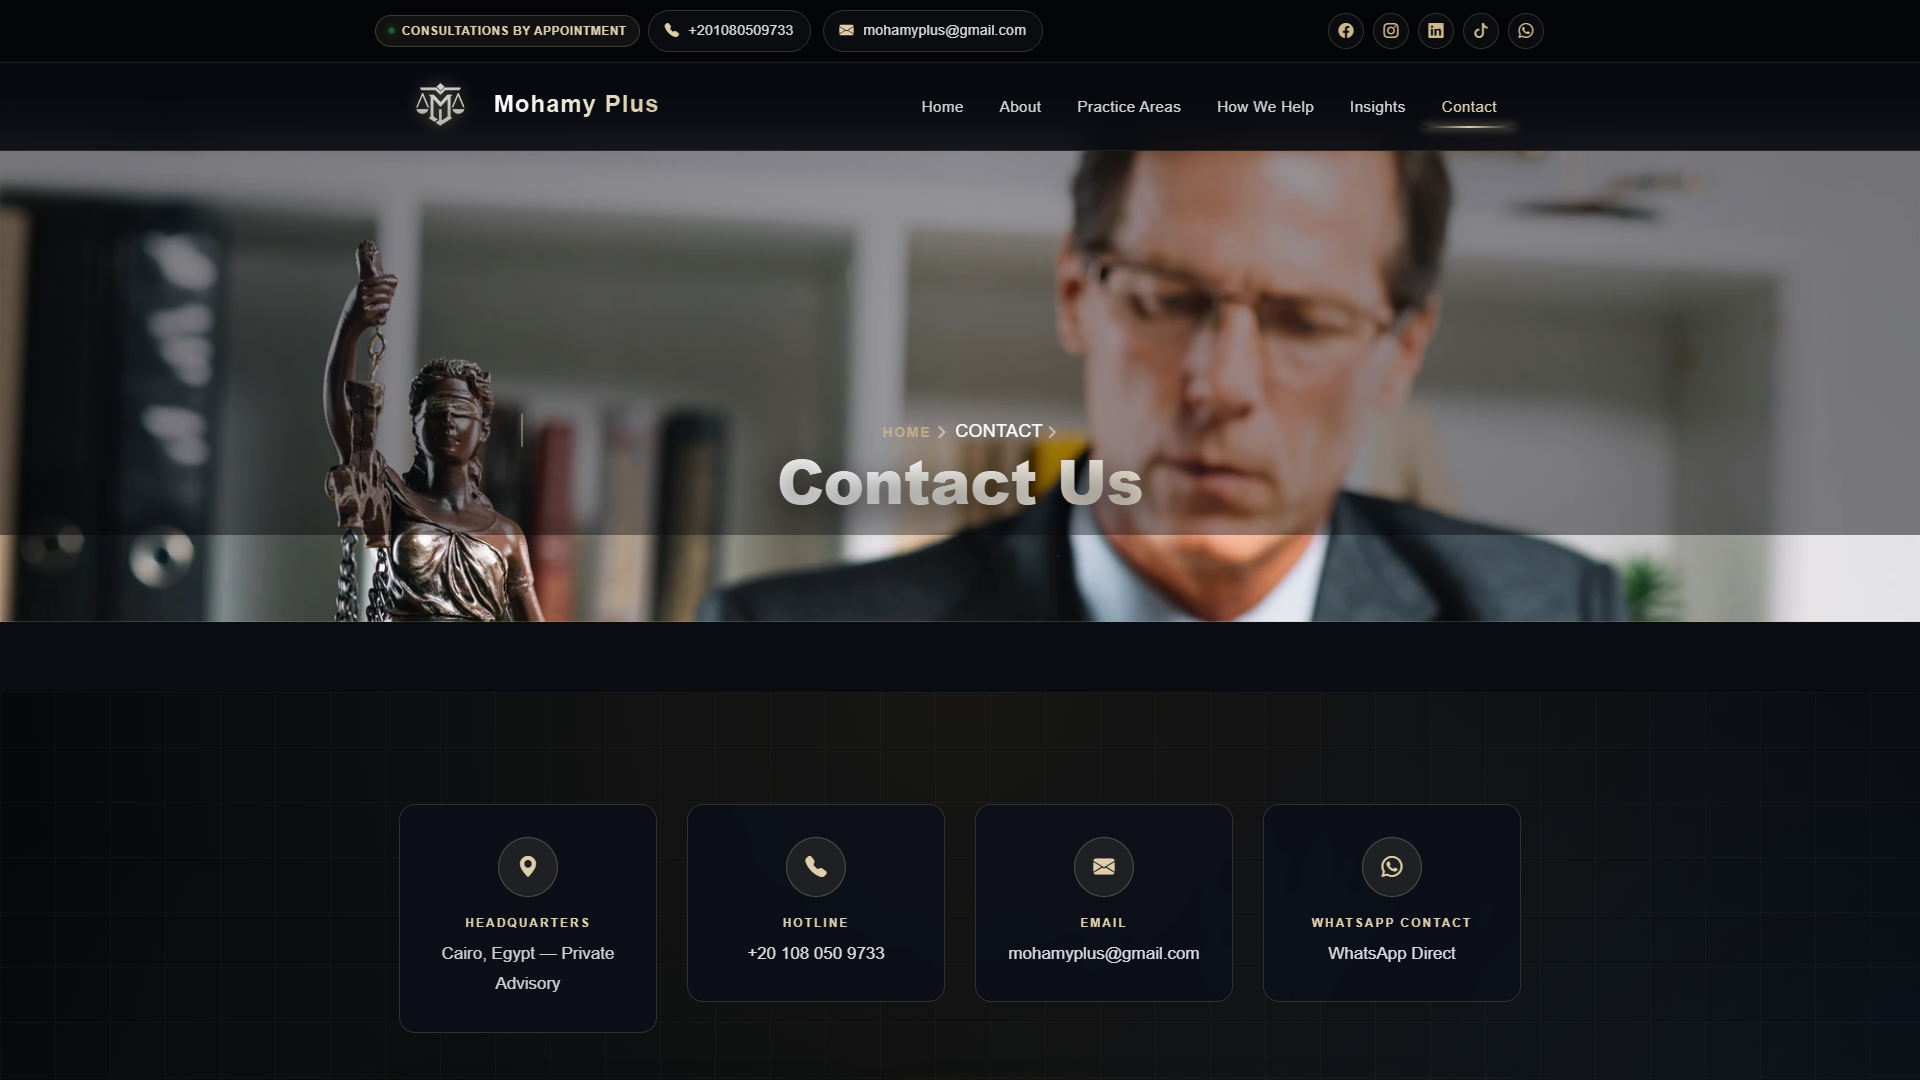 CONSULTATIONS BY APPOINTMENT
+201080509733
mohamyplus@gmail.com
Mohamy Plus
Home
About
Practice Areas
How We Help
Insights
Contact
HOME
CONTACT
Contact Us
HEADQUARTERS
Cairo, Egypt — Private
Advisory
HOTLINE
+20 108 050 9733
EMAIL
mohamyplus@gmail.com
WHATSAPP CONTACT
WhatsApp Direct